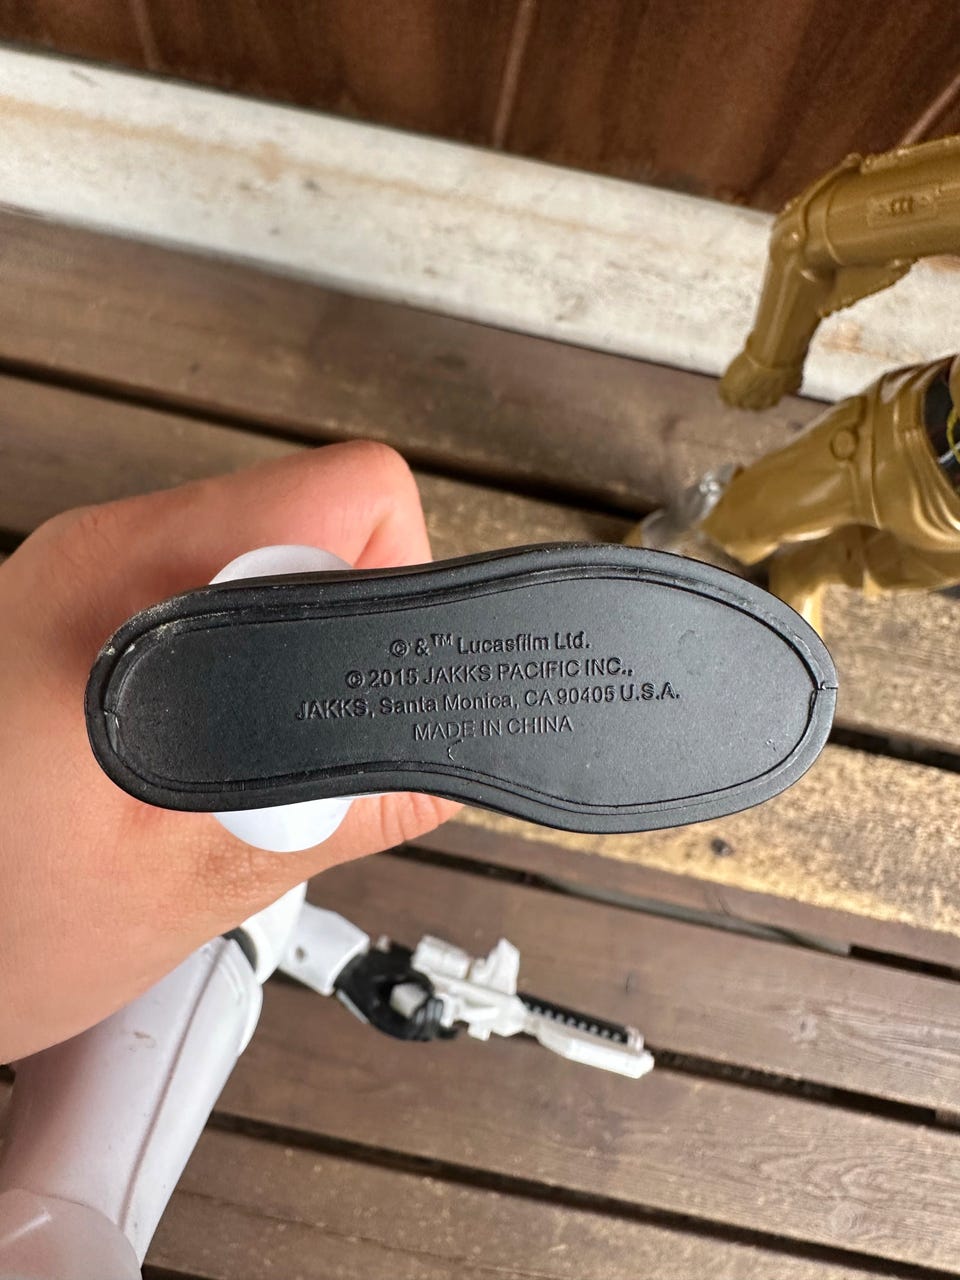 © &™ Lucasfilm Ltd.
© 2015 JAKKS PACIFIC INC.,
JAKKS, Santa Monica, CA 90405 U.S.A.
MADE IN CHINA